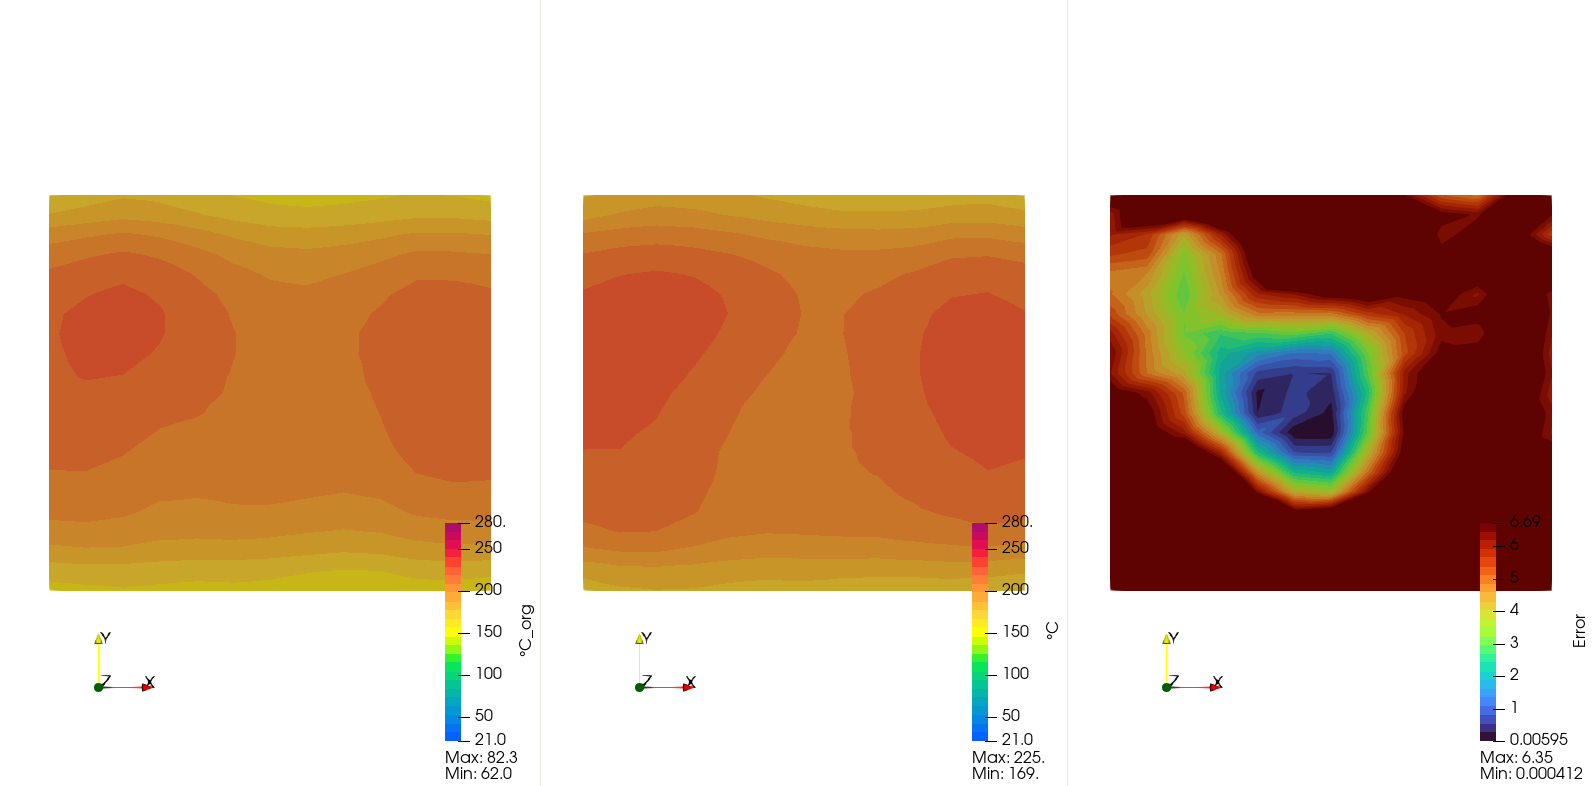 280.
250
200
150
100
50
21.0
°C_org
Max: 82.3
Min: 62.0
Y
Z
X
280.
250
200
150
100
50
21.0
°C
Max: 225.
Min: 169.
Y
Z
X
6.69
6
5
4
3
2
1
0.00595
Error
Max: 6.35
Min: 0.000412
Y
Z
X